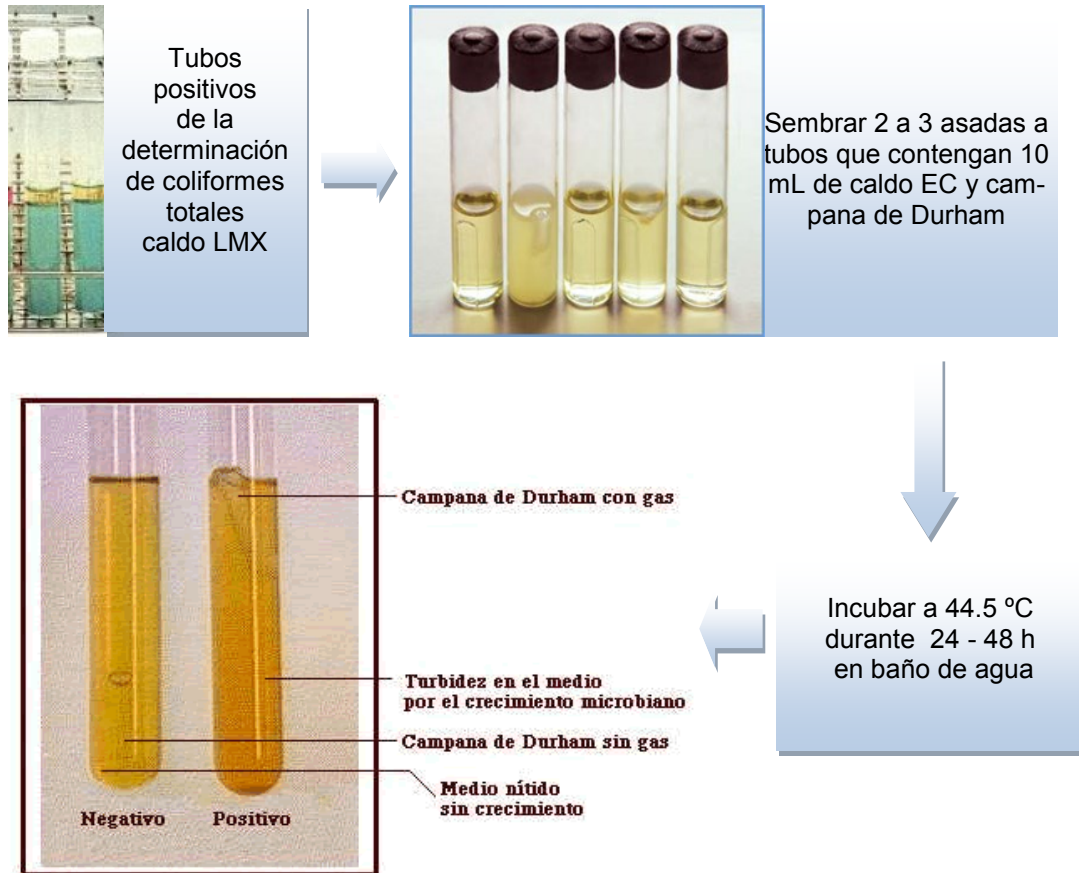 Tubos
positivos
de la
determinación
de coliformes
totales
caldo LMX
Sembrar 2 a 3 asadas a
tubos que contengan 10
mL de caldo EC y cam-
pana de Durham
Incubar a 44.5 ºC
durante 24 - 48 h
en baño de agua
Campana de Durham con gas
Turbidez en el medio
por el crecimiento microbiano
Campana de Durham sin gas
Medio nítido
sin crecimiento
Negativo Positivo